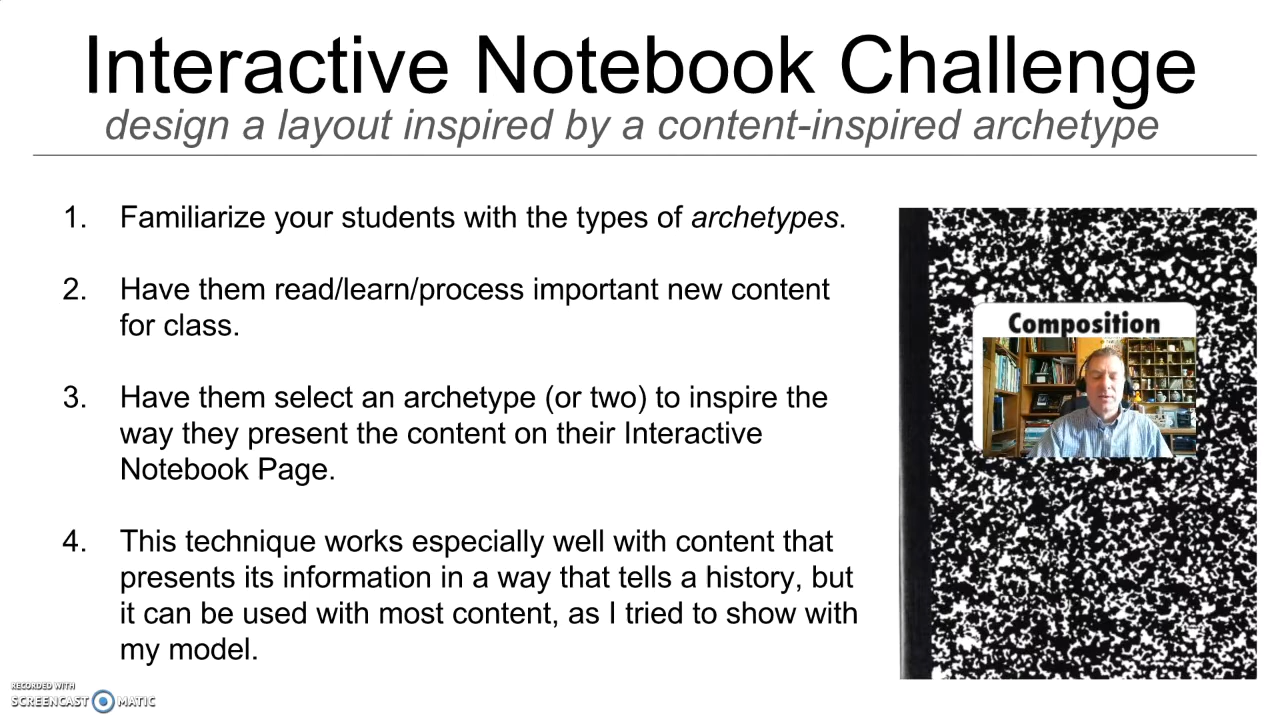 Interactive Notebook Challenge
design a layout inspired by a content-inspired archetype
1. Familiarize your students with the types of archetypes.
2. Have them read/learn/process important new content
for class.
3. Have them select an archetype (or two) to inspire the
way they present the content on their Interactive
Notebook Page.
4. This technique works especially well with content that
presents its information in a way that tells a history, but
it can be used with most content, as I tried to show with
my model.
Composition
RECORDED WITH
SCREENCAST MATIC